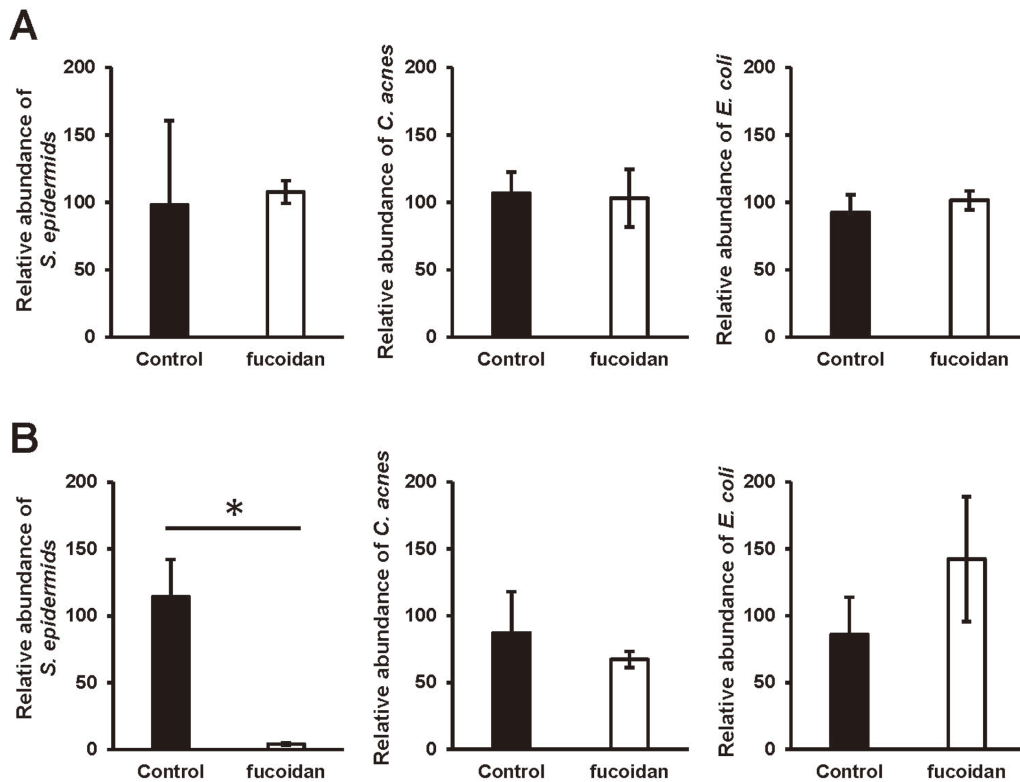 A
Relative abundance of
S. epidermids
200
150
100
50
0
Control fucoidan
Relative abundance of C. acnes
200
150
100
50
0
Control fucoidan
Relative abundance of E. coli
200
150
100
50
0
Control fucoidan
B
Relative abundance of
S. epidermids
200
150
100
50
0
*
Control fucoidan
Relative abundance of C. acnes
200
150
100
50
0
Control fucoidan
Relative abundance of E. coli
200
150
100
50
0
Control fucoidan